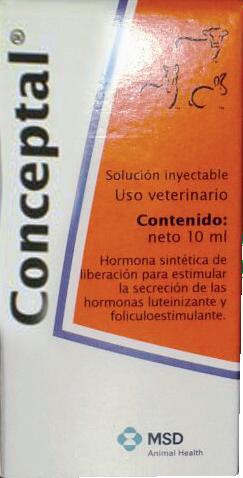 Conceptal®
Solución inyectable
Uso veterinario
Contenido:
neto 10 ml
Hormona sintética de
liberación para estimular
la secreción de las
hormonas luteinizante y
foliculoestimulante.
MSD
Animal Health